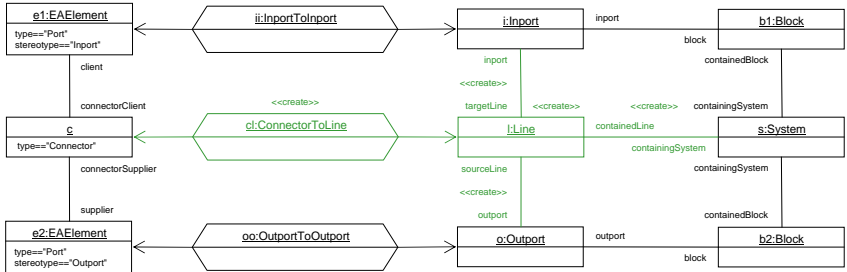 e1:EAElement
type=="Port"
stereotype=="Inport"
ii:InportToInport
i:Inport
inport
block
b1:Block
client
connectorClient
inport
<<create>>
targetLine
containedBlock
containingSystem
c
type=="Connector"
<<create>>
cl:ConnectorToLine
<<create>>
l:Line
<<create>>
containedLine
containingSystem
s:System
connectorSupplier
supplier
sourceLine
<<create>>
outport
containingSystem
containedBlock
e2:EAElement
type=="Port"
stereotype=="Outport"
oo:OutportToOutport
o:Outport
outport
block
b2:Block